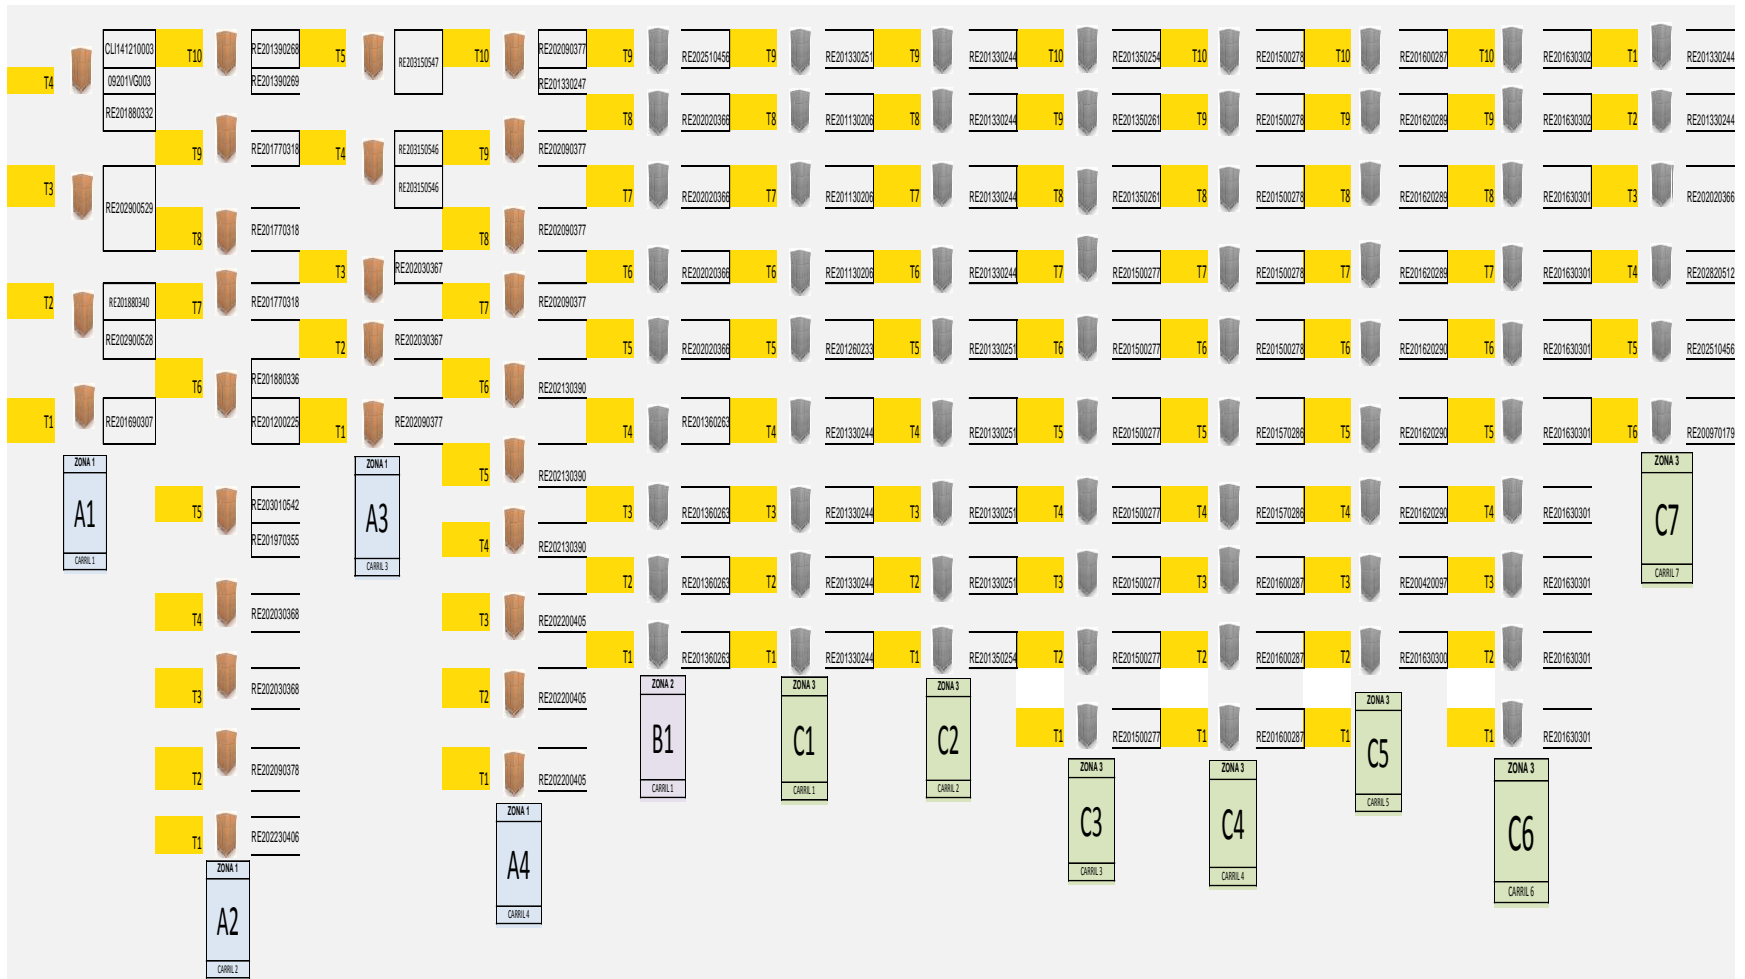 T4 CLI141210003
09201VG003
RE201880332
T3 RE202900529
T2 RE201880340
RE202900528
T1 RE201690307
ZONA 1
A1
CARRIL 1
T10 RE201390268
RE201390269
T9 RE201770318
T8 RE201770318
T7 RE201770318
T6 RE201880336
RE201200225
T5 RE203010542
RE201970355
T4 RE202030368
T3 RE202030368
T2 RE202090378
T1 RE202230406
ZONA 1
A2
CARRIL 2
T5 RE203150547
T4 RE203150546
RE203150546
T3 RE202030367
T2 RE202030367
T1 RE202090377
ZONA 1
A3
CARRIL 3
T10 RE202090377
RE201330247
T9 RE202090377
T8 RE202090377
T7 RE202090377
T6 RE202130390
T5 RE202130390
T4 RE202130390
T3 RE202200405
T2 RE202200405
T1 RE202200405
ZONA 1
A4
CARRIL 4
T9 RE202510456
T8 RE202020366
T7 RE202020366
T6 RE202020366
T5 RE202020366
T4 RE201360263
T3 RE201360263
T2 RE201360263
T1 RE201360263
ZONA 2
B1
CARRIL 1
T9 RE201330251
T8 RE201130206
T7 RE201130206
T6 RE201130206
T5 RE201260233
T4 RE201330244
T3 RE201330244
T2 RE201330244
T1 RE201330244
ZONA 3
C1
CARRIL 1
T9 RE201330244
T8 RE201330244
T7 RE201330244
T6 RE201330244
T5 RE201330251
T4 RE201330251
T3 RE201330251
T2 RE201330251
T1 RE201350254
ZONA 3
C2
CARRIL 2
T10 RE201350254
T9 RE201350261
T8 RE201350261
T7 RE201500277
T6 RE201500277
T5 RE201500277
T4 RE201500277
T3 RE201500277
T2 RE201500277
T1 RE201500277
ZONA 3
C3
CARRIL 3
T10 RE201500278
T9 RE201500278
T8 RE201500278
T7 RE201500278
T6 RE201500278
T5 RE201570286
T4 RE201570286
T3 RE201600287
T2 RE201600287
T1 RE201600287
ZONA 3
C4
CARRIL 4
T10 RE201600287
T9 RE201620289
T8 RE201620289
T7 RE201620289
T6 RE201620290
T5 RE201620290
T4 RE201620290
T3 RE200420097
T2 RE201630300
T1
ZONA 3
C5
CARRIL 5
T10 RE201630302
T9 RE201630302
T8 RE201630301
T7 RE201630301
T6 RE201630301
T5 RE201630301
T4 RE201630301
T3 RE201630301
T2 RE201630301
T1 RE201630301
ZONA 3
C6
CARRIL 6
T1 RE201330244
T2 RE201330244
T3 RE202020366
T4 RE202820512
T5 RE202510456
T6 RE200970179
ZONA 3
C7
CARRIL 7